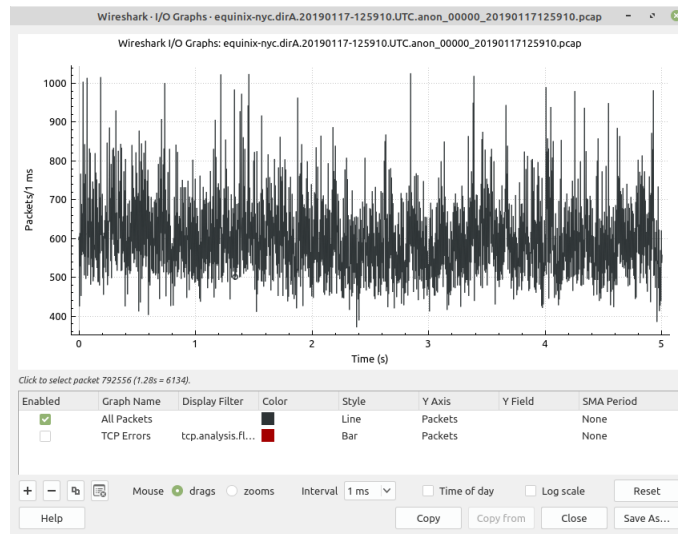 Wireshark · I/O Graphs · equinix-nyc.dirA.20190117-125910.UTC.anon_00000_20190117125910.pcap
Wireshark I/O Graphs: equinix-nyc.dirA.20190117-125910.UTC.anon_00000_20190117125910.pcap
1000
900
800
700
600
500
400
Packets/1 ms
0 1 2 3 4 5
Time (s)
Click to select packet 792556 (1.28s = 6134).
Enabled Graph Name Display Filter Color Style Y Axis Y Field SMA Period
All Packets Line Packets None
TCP Errors tcp.analysis.fl... Bar Packets None
Mouse drags zooms Interval 1 ms Time of day Log scale Reset
Help Copy Copy from Close Save As...